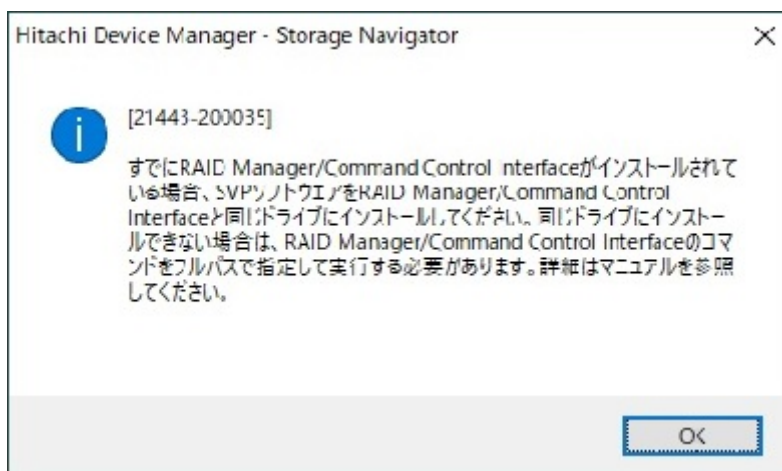 Hitachi Device Manager - Storage Navigator
[21443-200035]
すでにRAID Manager/Command Control Interfaceがインストールされて
いる場合、SVPソフトウエアをRAID Manager/Command Control
Interfaceと同じドライブにインストールしてください。同じドライブにインストー
ルできない場合は、RAID Manager/Command Control Interfaceのコマ
ンドをフルパスで指定して実行する必要があります。詳細はマニュアルを参照
してください。
OK